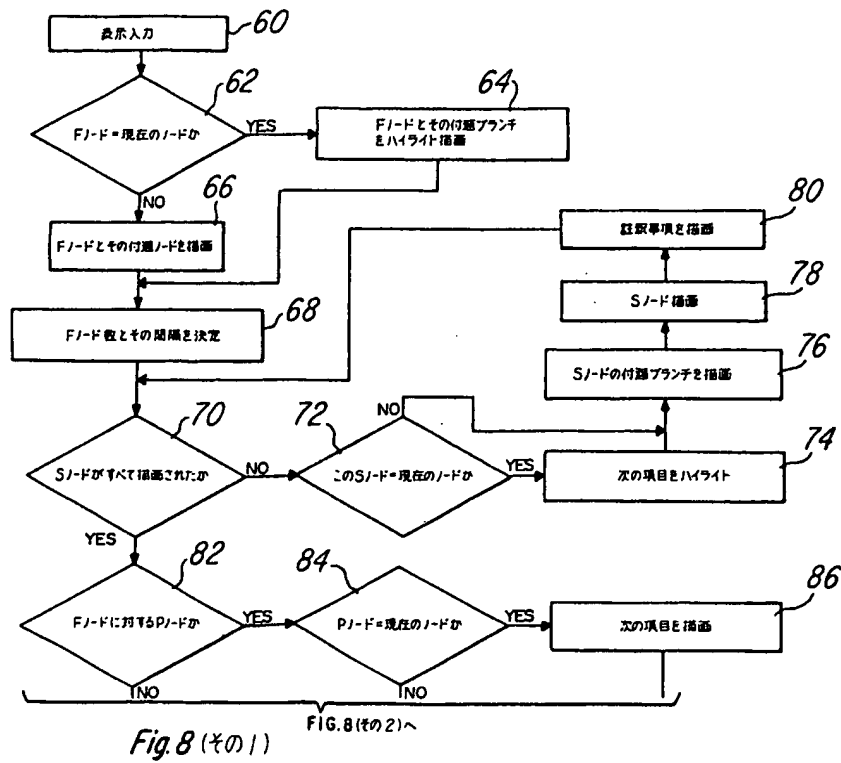 表示入力
60
62
Fノード=現在のノードか
YES
64
Fノードとその付随ブランチ
をハイライト描画
NO
66
Fノードとその付随ノードを描画
80
註釈事項を描画
78
Sノード描画
68
Fノード数とその間隔を決定
76
Sノードの付随ブランチを描画
70
Sノードがすべて描画されたか
NO
72
NO
このSノード=現在のノードか
YES
74
次の項目をハイライト
YES
82
Fノードに対するPノードか
YES
84
Pノード=現在のノードか
YES
86
次の項目を描画
NO
NO
FIG.8(その2)へ
Fig.8(その1)